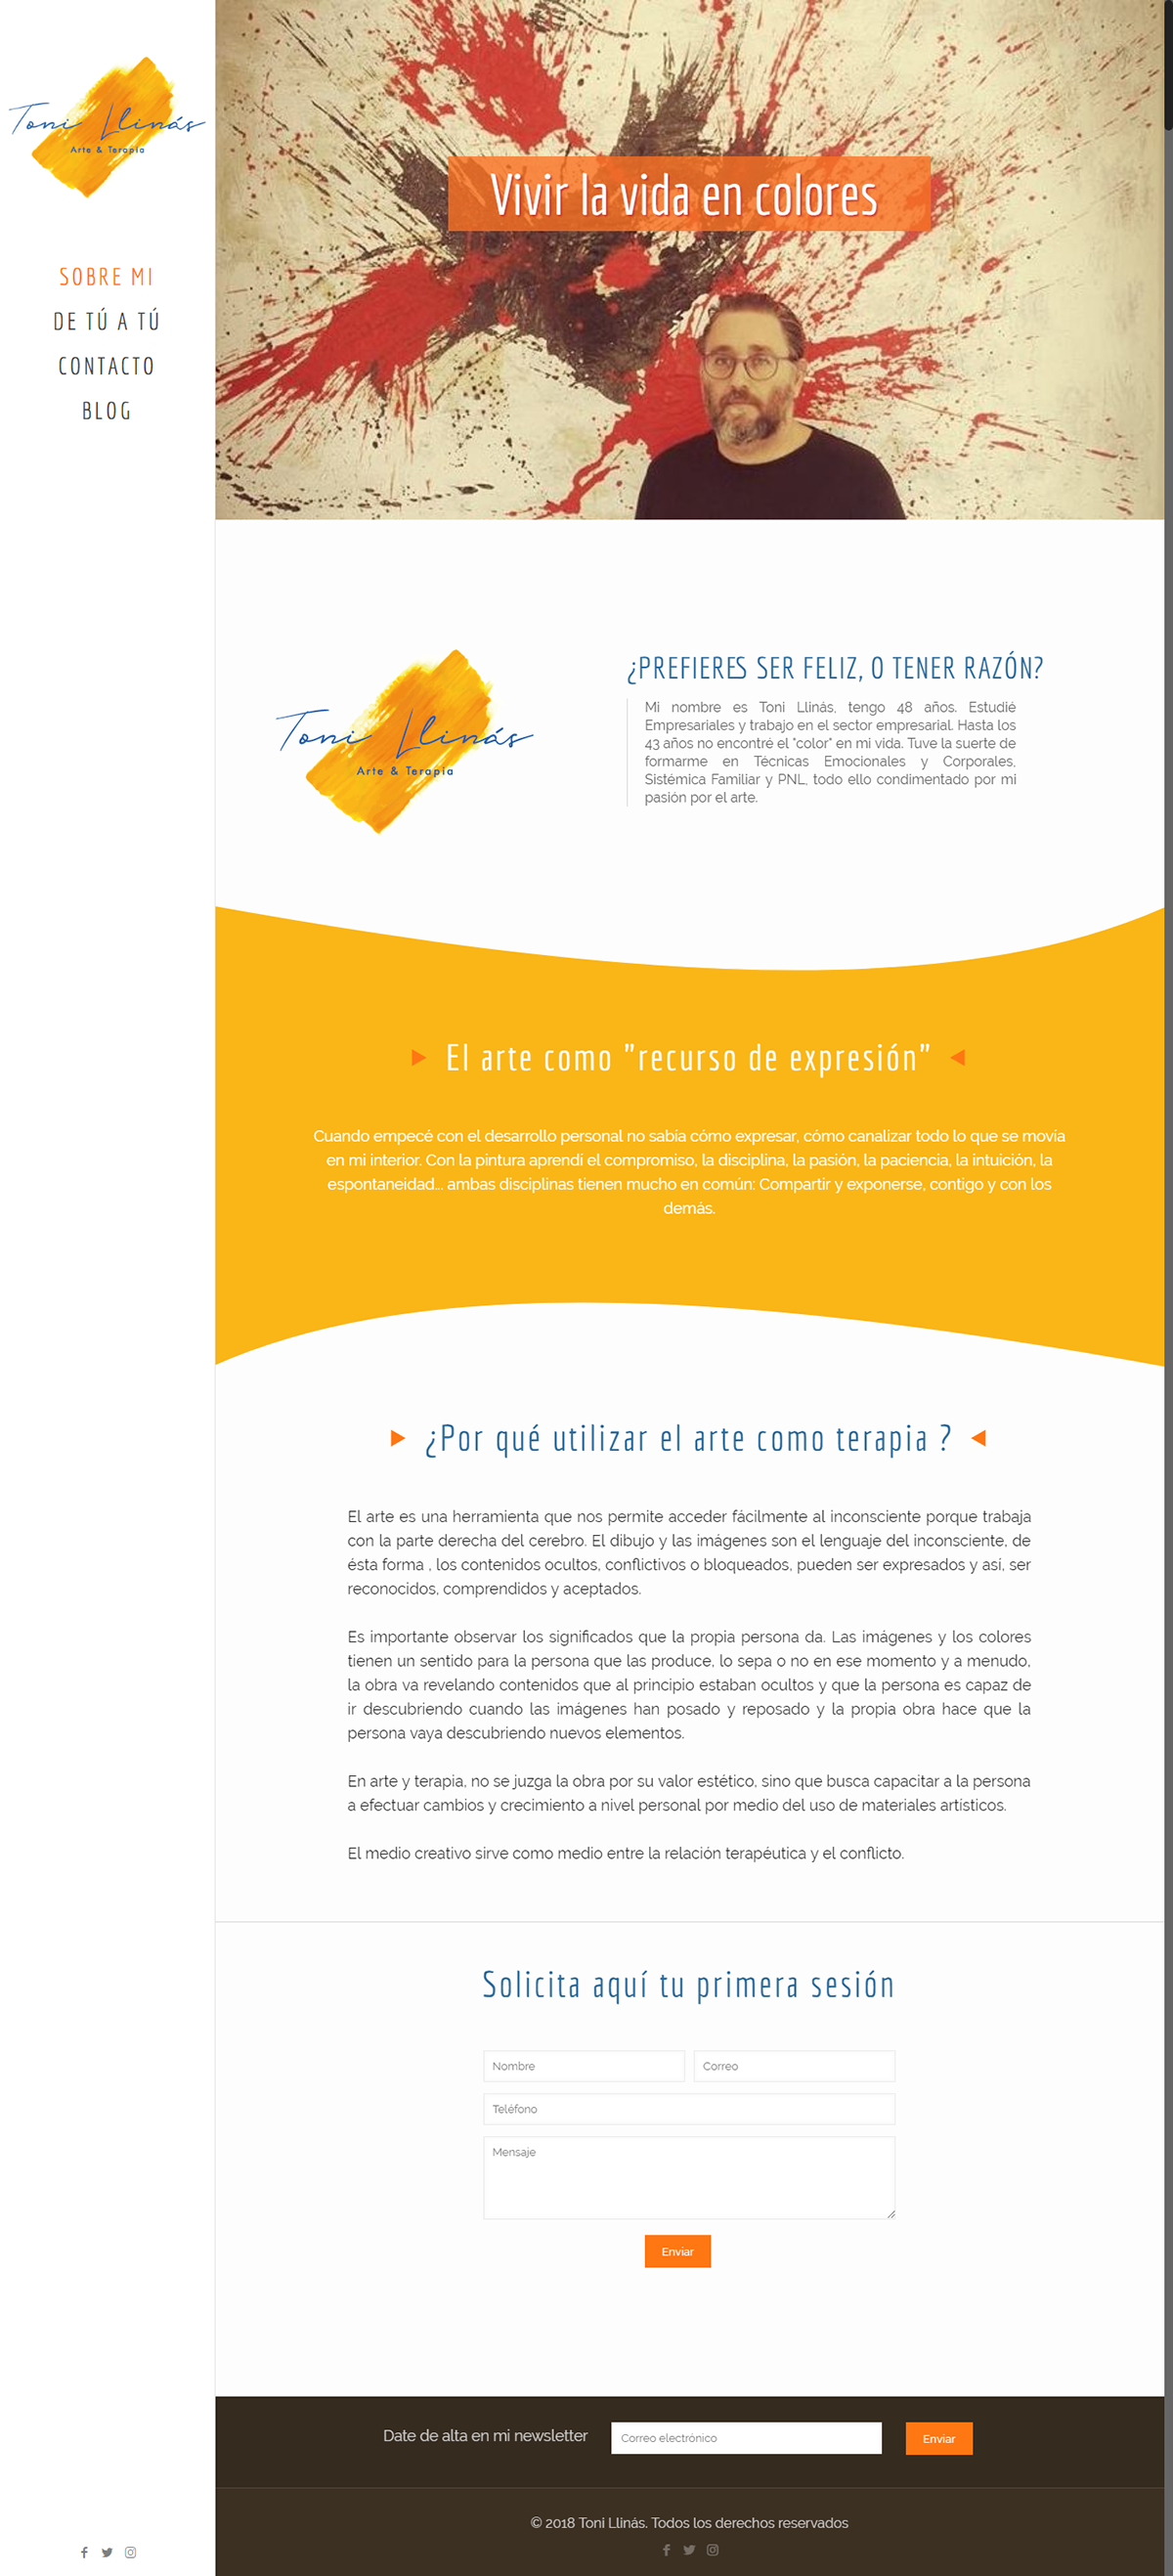 Toni Llinás
Arte & Terapia
SOBRE MI
DE TÚ A TÚ
CONTACTO
BLOG
Vivir la vida en colores
Toni Llinás
Arte & Terapia
¿PREFIERES SER FELIZ, O TENER RAZÓN?
Mi nombre es Toni Llinás, tengo 48 años. Estudié
Empresariales y trabajo en el sector empresarial. Hasta los
43 años no encontré el "color" en mi vida. Tuve la suerte de
formarme en Técnicas Emocionales y Corporales,
Sistémica Familiar y PNL, todo ello condimentado por mi
pasión por el arte.
El arte como "recurso de expresión"
Cuando empecé con el desarrollo personal no sabia cómo expresar, cómo canalizar todo lo que se movia
en mi interior. Con la pintura aprendi el compromiso, la disciplina, la pasión, la paciencia, la intuición, la
espontaneidad... ambas disciplinas tienen mucho en común: Compartir y exponerse, contigo y con los
demás.
¿Por qué utilizar el arte como terapia ?
El arte es una herramienta que nos permite acceder fácilmente al inconsciente porque trabaja
con la parte derecha del cerebro. El dibujo y las imágenes son el lenguaje del inconsciente, de
ésta forma , los contenidos ocultos, conflictivos o bloqueados, pueden ser expresados y así, ser
reconocidos, comprendidos y aceptados.
Es importante observar los significados que la propia persona da. Las imágenes y los colores
tienen un sentido para la persona que las produce, lo sepa o no en ese momento y a menudo,
la obra va revelando contenidos que al principio estaban ocultos y que la persona es capaz de
ir descubriendo cuando las imágenes han posado y reposado y la propia obra hace que la
persona vaya descubriendo nuevos elementos.
En arte y terapia, no se juzga la obra por su valor estético, sino que busca capacitar a la persona
a efectuar cambios y crecimiento a nivel personal por medio del uso de materiales artísticos.
El medio creativo sirve como medio entre la relación terapéutica y el conflicto.
Solicita aquí tu primera sesión
Nombre
Correo
Teléfono
Mensaje
Enviar
Date de alta en mi newsletter
Correo electrónico
Enviar
© 2018 Toni Llinás. Todos los derechos reservados